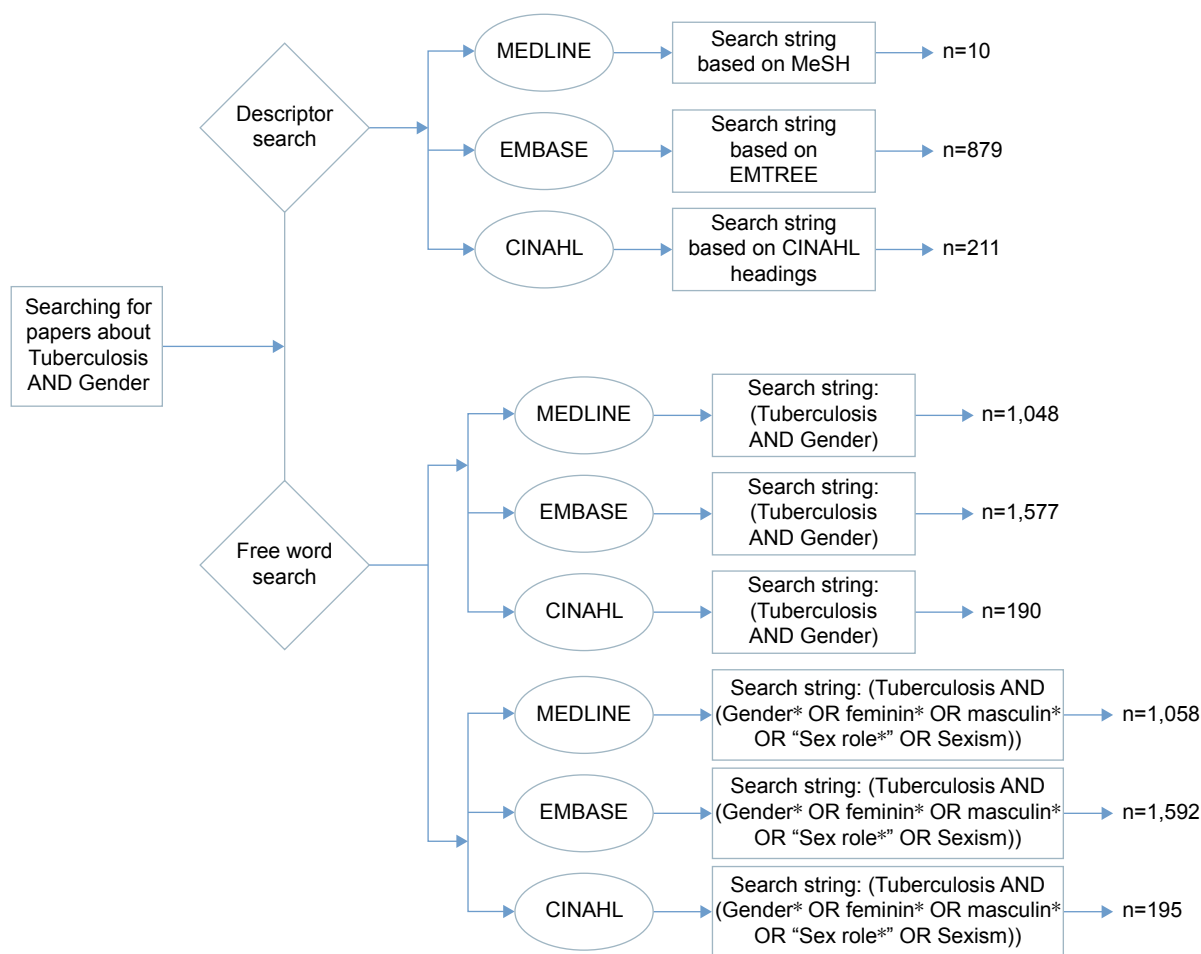 Searching for
papers about
Tuberculosis
AND Gender
Descriptor
search
MEDLINE
Search string
based on MeSH
n=10
EMBASE
Search string
based on
EMTREE
n=879
CINAHL
Search string
based on CINAHL
headings
n=211
Free word
search
MEDLINE
Search string:
(Tuberculosis
AND Gender)
n=1,048
EMBASE
Search string:
(Tuberculosis
AND Gender)
n=1,577
CINAHL
Search string:
(Tuberculosis
AND Gender)
n=190
MEDLINE
Search string: (Tuberculosis AND
(Gender* OR feminin* OR masculin*
OR “Sex role*” OR Sexism))
n=1,058
EMBASE
Search string: (Tuberculosis AND
(Gender* OR feminin* OR masculin*
OR “Sex role*” OR Sexism))
n=1,592
CINAHL
Search string: (Tuberculosis AND
(Gender* OR feminin* OR masculin*
OR “Sex role*” OR Sexism))
n=195